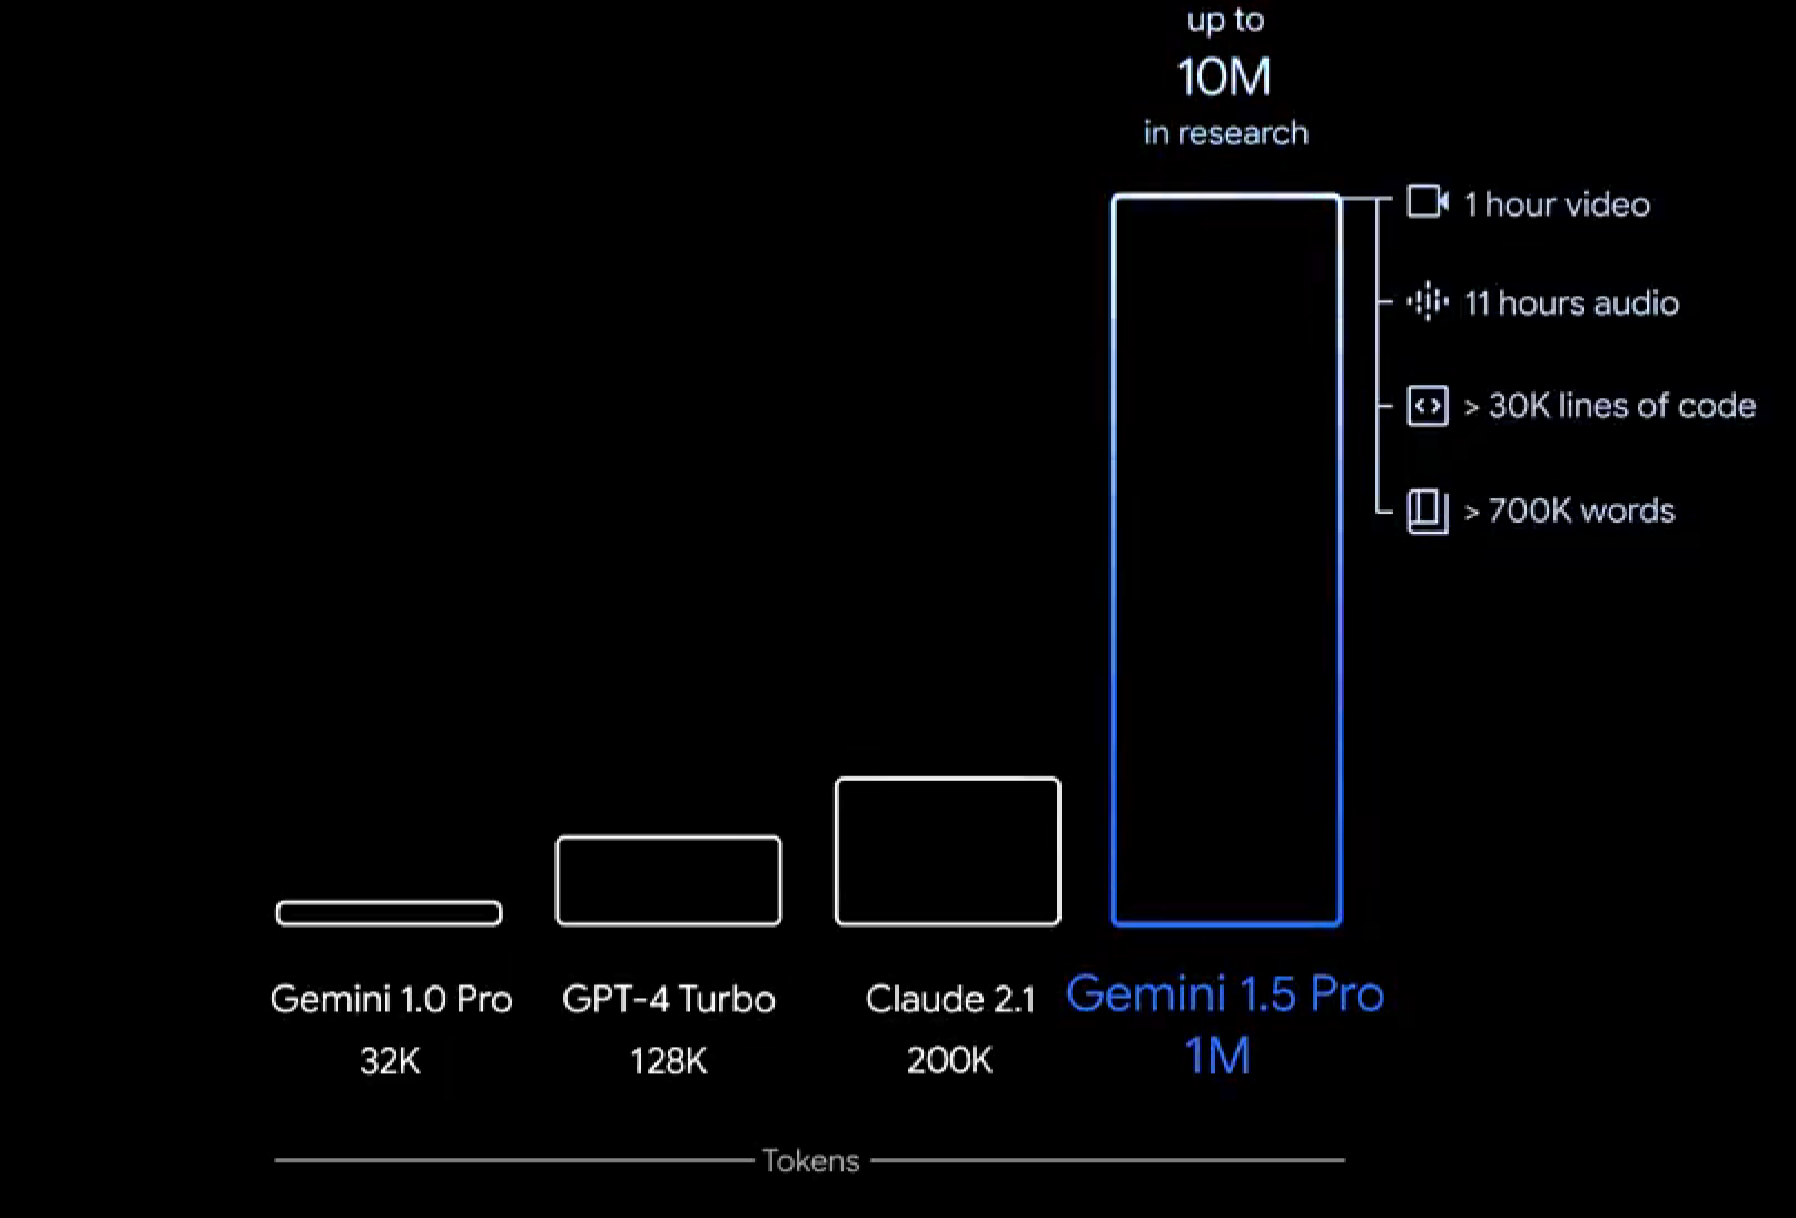 up to
10M
in research
1 hour video
11 hours audio
> 30K lines of code
> 700K words
Gemini 1.0 Pro
32K
GPT-4 Turbo
128K
Claude 2.1
200K
Gemini 1.5 Pro
1M
Tokens